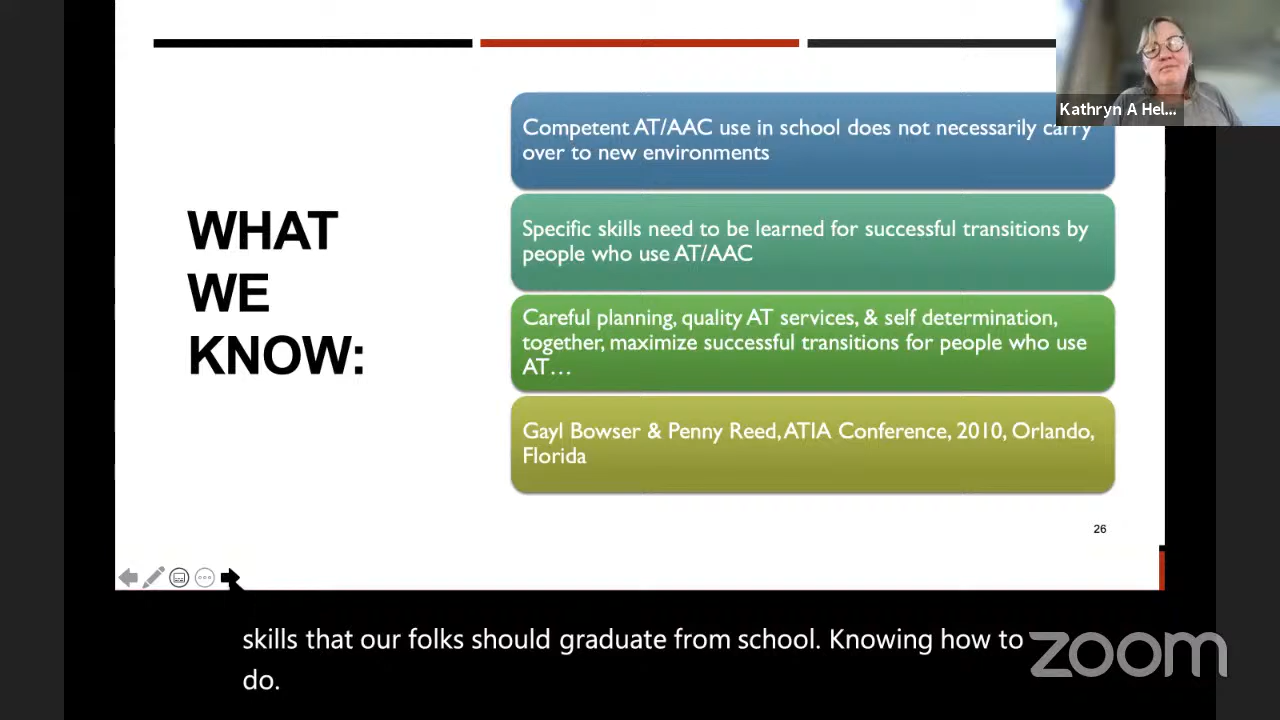 Kathryn A Hel...
Competent AT/AAC use in school does not necessarily carry
over to new environments
WHAT
WE
KNOW:
Specific skills need to be learned for successful transitions by
people who use AT/AAC
Careful planning, quality AT services, & self determination,
together, maximize successful transitions for people who use
AT…
Gayl Bowser & Penny Reed, ATIA Conference, 2010, Orlando,
Florida
26
skills that our folks should graduate from school. Knowing how to
do.
zoom